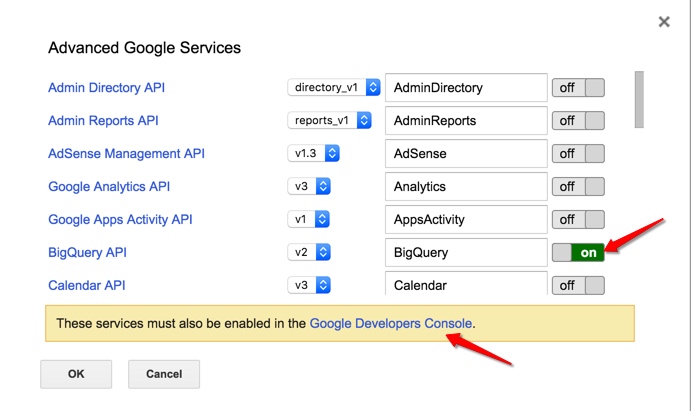 Advanced Google Services
Admin Directory API directory_v1 AdminDirectory off
Admin Reports API reports_v1 AdminReports off
AdSense Management API v1.3 AdSense off
Google Analytics API v3 Analytics off
Google Apps Activity API v1 AppsActivity off
BigQuery API v2 BigQuery on
Calendar API v3 Calendar off
These services must also be enabled in the Google Developers Console.
OK Cancel